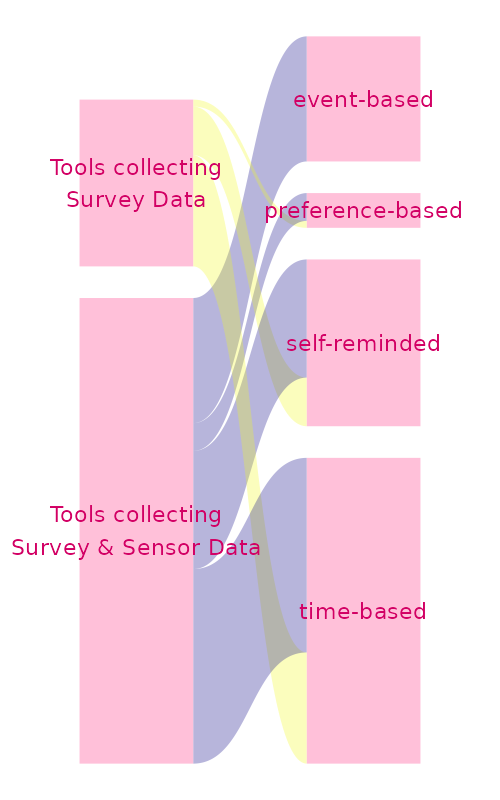 Tools collecting
Survey Data
Tools collecting
Survey & Sensor Data
event-based
preference-based
self-reminded
time-based